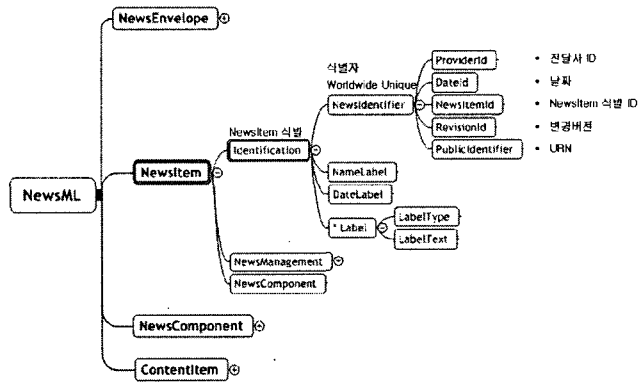 NewsEnvelope
식별자
Worldwide Unique
ProviderId
• 전달사 ID
DateId
• 날짜
NewsIdentifier
NewsItemId
• NewsItem 식별 ID
RevisionId
• 변경버전
PublicIdentifier
• URN
NewsItem 식별
Identification
NewsItem
NameLabel
DateLabel
NewsML
* Label
LabelType
LabelText
NewsManagement
NewsComponent
NewsComponent
ContentItem